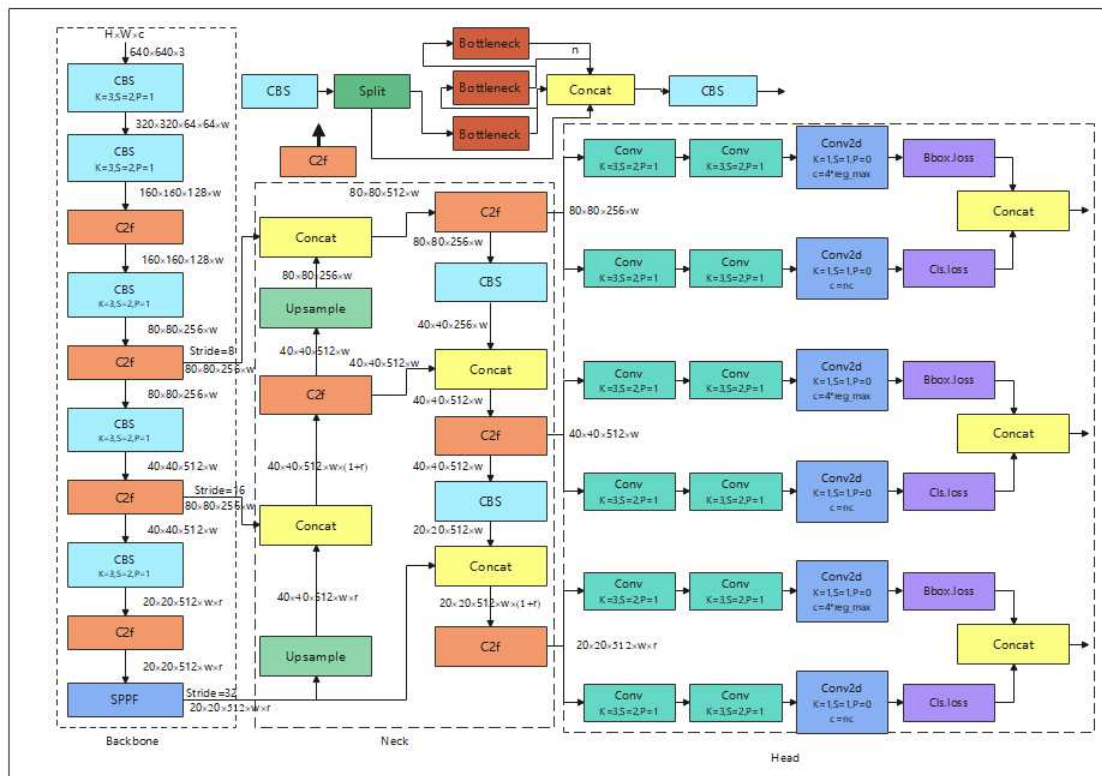 H×W×c
640×640×3
CBS
K=3,S=2,P=1
320×320×64×64×w
CBS
K=3,S=2,P=1
160×160×128×w
C2f
160×160×128×w
CBS
K=3,S=2,P=1
80×80×256×w
C2f
Stride=8
80×80×256×w
80×80×256×w
CBS
K=3,S=2,P=1
40×40×512×w
C2f
Stride=16
80×80×256×w
40×40×512×w
CBS
K=3,S=2,P=1
20×20×512×w×r
C2f
20×20×512×w×r
SPPF
Stride=32
20×20×512×w×r
Backbone
CBS
Split
Bottleneck
Bottleneck
Bottleneck
n
Concat
CBS
C2f
80×80×512×w
Concat
80×80×256×w
Upsample
40×40×512×w
C2f
40×40×512×w
40×40×512×w×(1+r)
Concat
40×40×512×w×r
Upsample
C2f
80×80×256×w
80×80×256×w
CBS
40×40×256×w
Concat
40×40×512×w
C2f
40×40×512×w
40×40×512×w
CBS
20×20×512×w
Concat
20×20×512×w×(1+r)
C2f
20×20×512×w×r
Neck
Conv
K=3,S=2,P=1
Conv
K=3,S=2,P=1
Conv2d
K=1,S=1,P=0
c=4*reg_max
Bbox.loss
Concat
Conv
K=3,S=2,P=1
Conv
K=3,S=2,P=1
Conv2d
K=1,S=1,P=0
c=nc
Cls.loss
Conv
K=3,S=2,P=1
Conv
K=3,S=2,P=1
Conv2d
K=1,S=1,P=0
c=4*reg_max
Bbox.loss
Concat
Conv
K=3,S=2,P=1
Conv
K=3,S=2,P=1
Conv2d
K=1,S=1,P=0
c=nc
Cls.loss
Conv
K=3,S=2,P=1
Conv
K=3,S=2,P=1
Conv2d
K=1,S=1,P=0
c=4*reg_max
Bbox.loss
Concat
Conv
K=3,S=2,P=1
Conv
K=3,S=2,P=1
Conv2d
K=1,S=1,P=0
c=nc
Cls.loss
Head